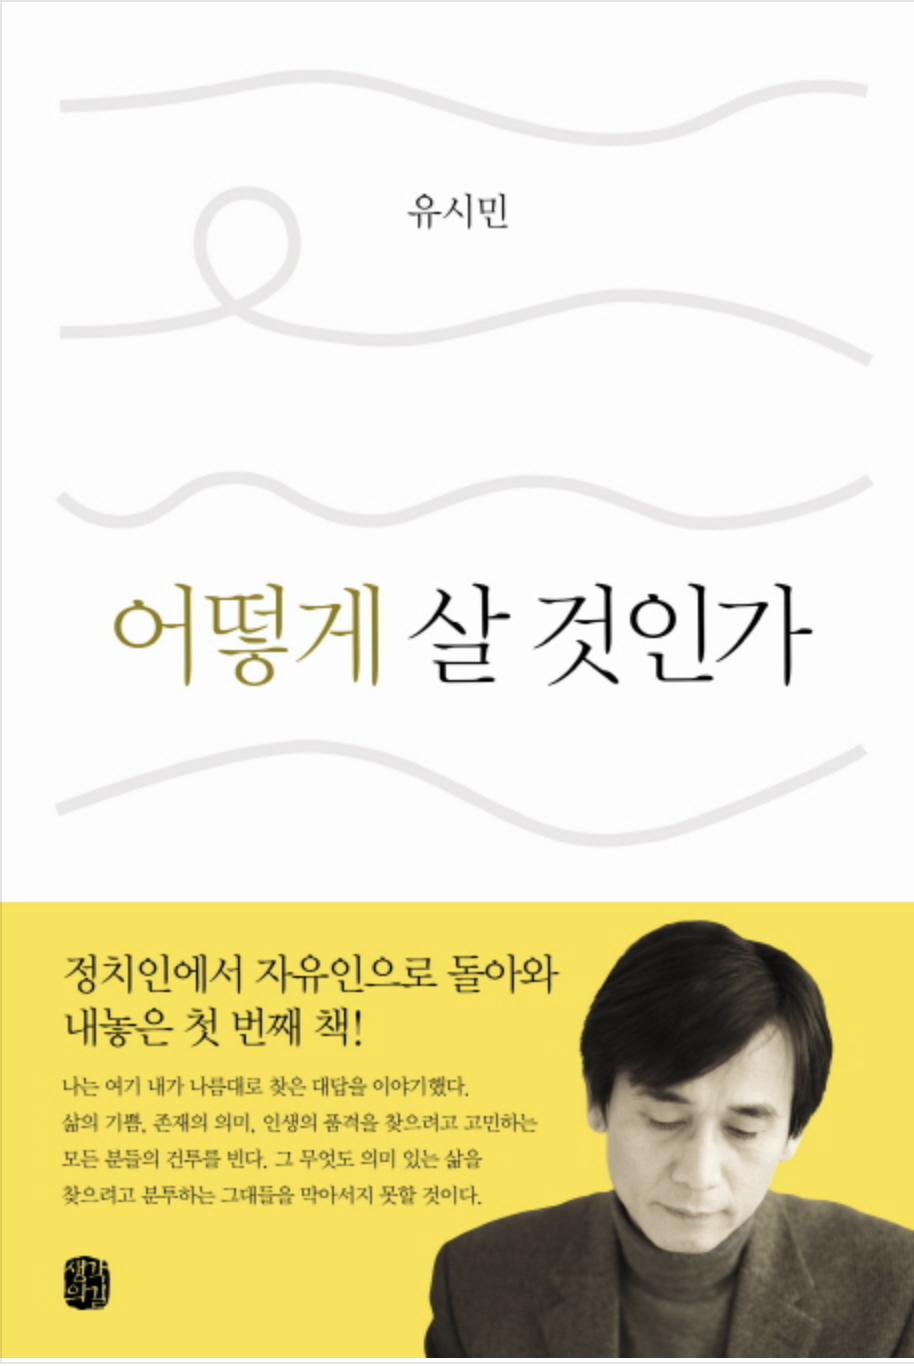 유시민
어떻게 살 것인가
정치인에서 자유인으로 돌아와
내놓은 첫 번째 책!
나는 여기 내가 나름대로 찾은 대답을 이야기했다.
삶의 기쁨, 존재의 의미, 인생의 품격을 찾으려고 고민하는
모든 분들의 건투를 빈다. 그 무엇도 의미 있는 삶을
찾으려고 분투하는 그대들을 막아서지 못할 것이다.
생각
의길